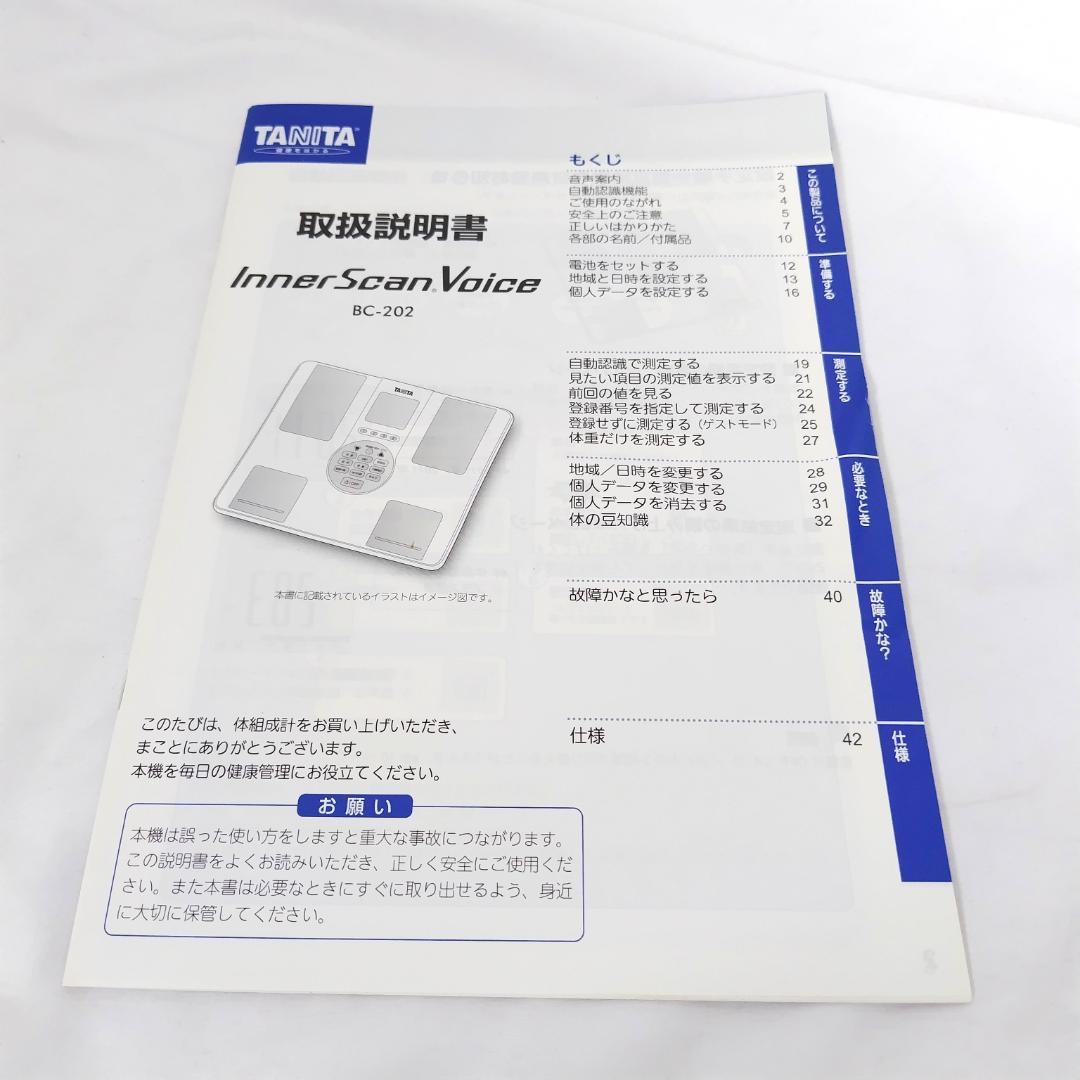 TANITA
健康をはかる
取扱説明書
InnerScan Voice
BC-202
TANITA
本書に記載されているイラストはイメージ図です。
このたびは、体組成計をお買い上げいただき、
まことにありがとうございます。
本機を毎日の健康管理にお役立てください。
お願い
本機は誤った使い方をしますと重大な事故につながります。
この説明書をよくお読みいただき、正しく安全にご使用くだ
さい。また本書は必要なときにすぐに取り出せるよう、身近
に大切に保管してください。
もくじ
音声案内 2
自動認識機能 3
ご使用のながれ 4
安全上のご注意 5
正しいはかりかた 7
各部の名前／付属品 10
この製品について
電池をセットする 12
地域と日時を設定する 13
個人データを設定する 16
準備する
自動認識で測定する 19
見たい項目の測定値を表示する 21
前回の値を見る 22
登録番号を指定して測定する 24
登録せずに測定する（ゲストモード） 25
体重だけを測定する 27
測定する
地域／日時を変更する 28
個人データを変更する 29
個人データを消去する 31
体の豆知識 32
必要なとき
故障かなと思ったら 40
故障かな？
仕様 42
仕様